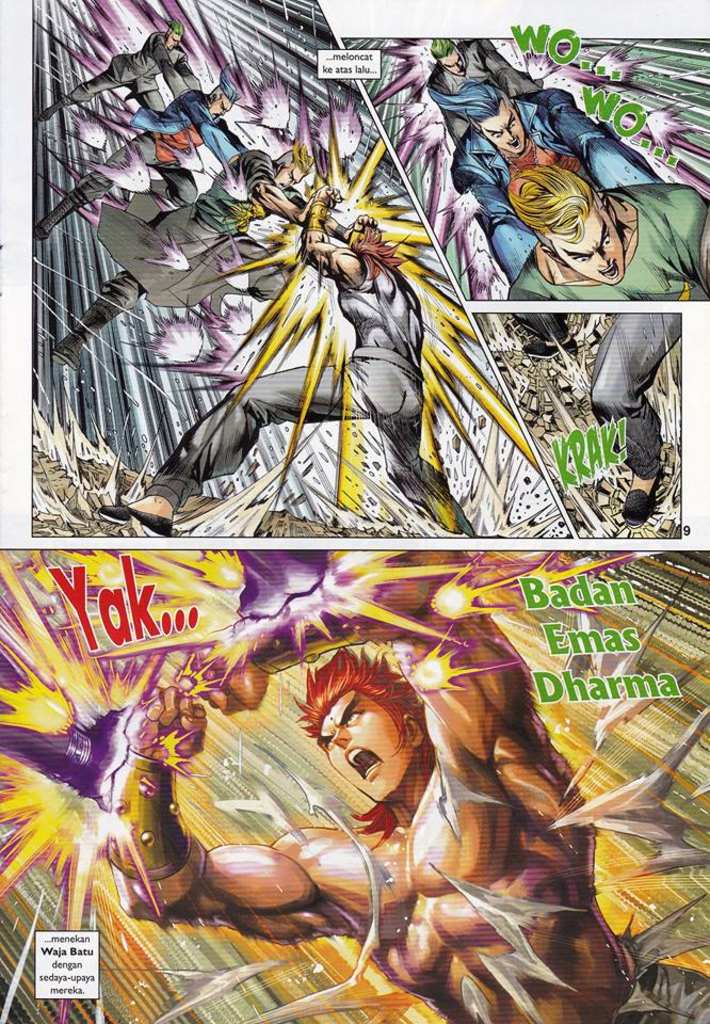 ...meloncat
ke atas lalu...
WO...
WO...
KRAK!
9
Yak...
Badan
Emas
Dharma
...menekan
Waja Batu
dengan
sedaya-upaya
mereka.